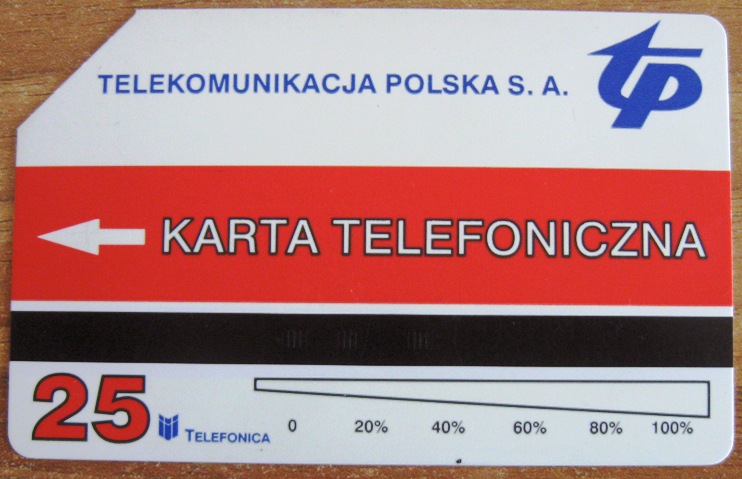 TELEKOMUNIKACJA POLSKA S. A.
tp
KARTA TELEFONICZNA
25
TELEFONICA
0 20% 40% 60% 80% 100%